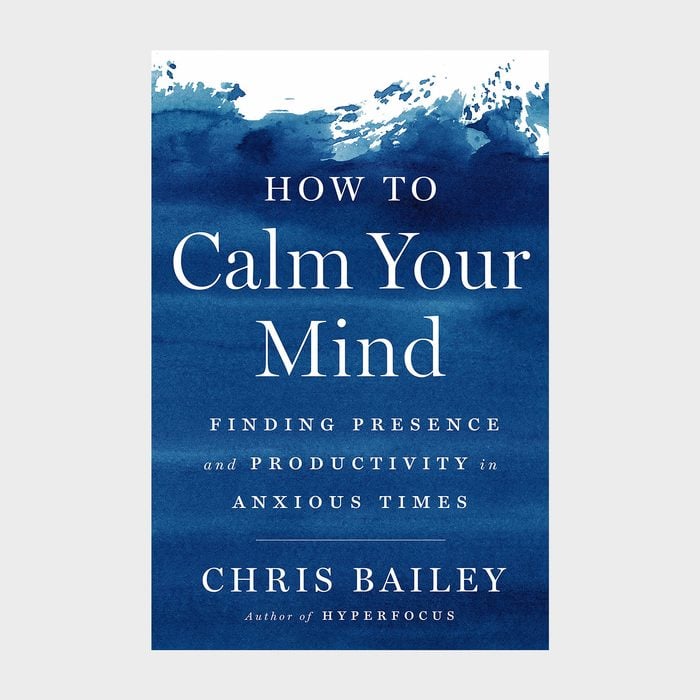 HOW TO
Calm Your
Mind
FINDING PRESENCE
and PRODUCTIVITY in
ANXIOUS TIMES
CHRIS BAILEY
Author of HYPERFOCUS